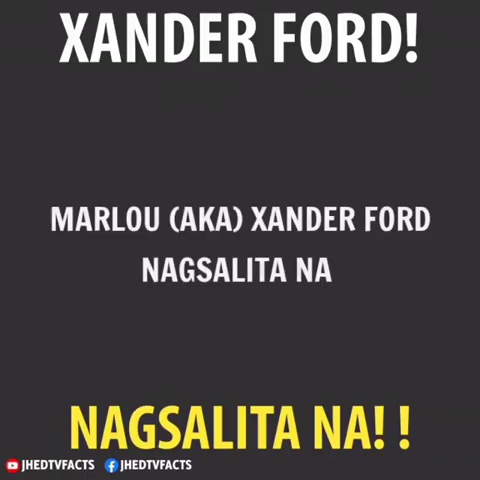 XANDER FORD!
MARLOU (AKA) XANDER FORD
NAGSALITA NA
NAGSALITA NA! !
JHEDTVFACTS JHEDTVFACTS